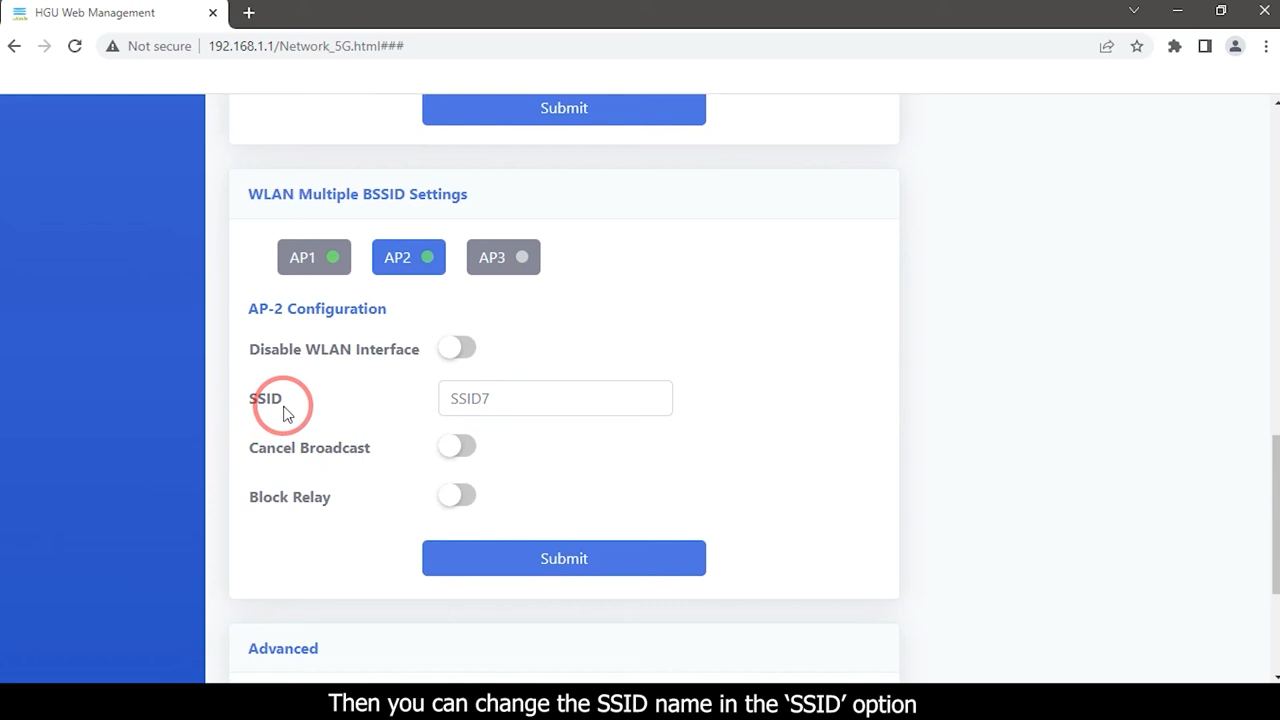 HGU Web Management
Not secure
192.168.1.1/Network_5G.html###
Submit
WLAN Multiple BSSID Settings
AP1 AP2 AP3
AP-2 Configuration
Disable WLAN Interface
SSID SSID7
Cancel Broadcast
Block Relay
Submit
Advanced
Then you can change the SSID name in the ‘SSID’ option